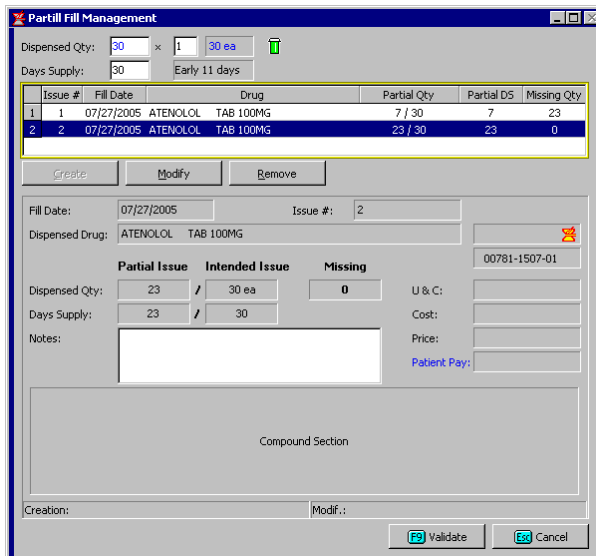 Partill Fill Management
Dispensed Qty: 30 × 1 30 ea
Days Supply: 30 Early 11 days
Issue # Fill Date Drug Partial Qty Partial DS Missing Qty
1 1 07/27/2005 ATENOLOL TAB 100MG 7 / 30 7 23
2 2 07/27/2005 ATENOLOL TAB 100MG 23 / 30 23 0
Create Modify Remove
Fill Date: 07/27/2005 Issue #: 2
Dispensed Drug: ATENOLOL TAB 100MG
00781-1507-01
Partial Issue Intended Issue Missing
Dispensed Qty: 23 / 30 ea 0 U & C:
Days Supply: 23 / 30 Cost:
Notes: Price:
Patient Pay:
Compound Section
Creation: Modif.:
F9 Validate Esc Cancel